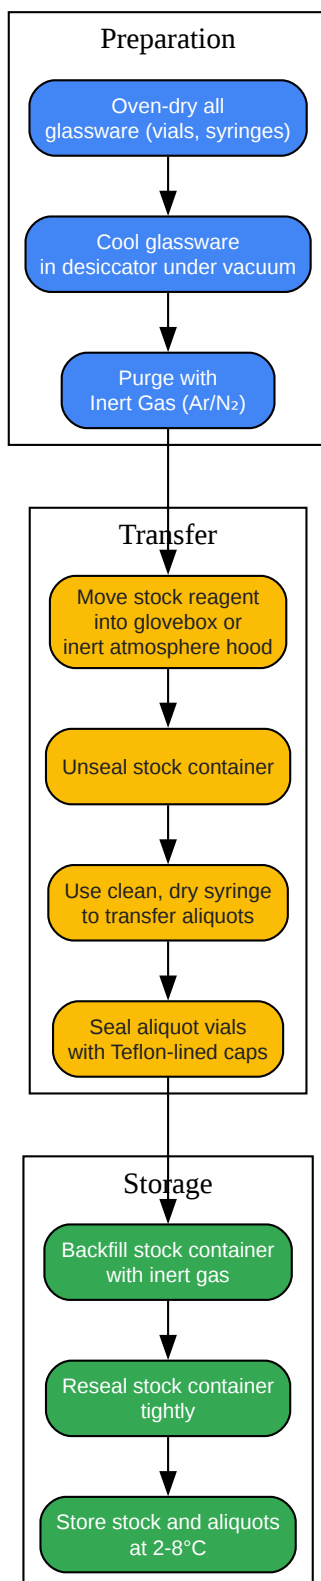 Preparation
Oven-dry all
glassware (vials, syringes)
Cool glassware
in desiccator under vacuum
Purge with
Inert Gas (Ar/N₂)
Transfer
Move stock reagent
into glovebox or
inert atmosphere hood
Unseal stock container
Use clean, dry syringe
to transfer aliquots
Seal aliquot vials
with Teflon-lined caps
Storage
Backfill stock container
with inert gas
Reseal stock container
tightly
Store stock and aliquots
at 2-8°C